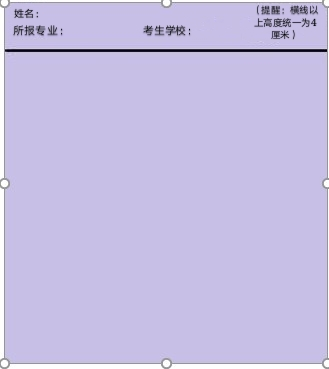 姓名：
所报专业： 考生学校：
（提醒：横线以
上高度统一为4
厘米）